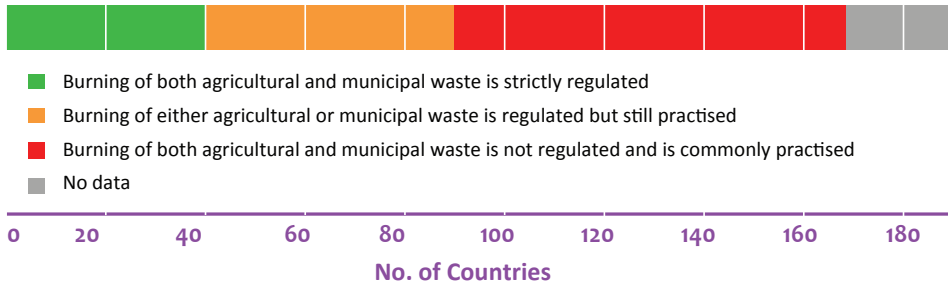 Burning of both agricultural and municipal waste is strictly regulated
Burning of either agricultural or municipal waste is regulated but still practised
Burning of both agricultural and municipal waste is not regulated and is commonly practised
No data
0 20 40 60 80 100 120 140 160 180
No. of Countries